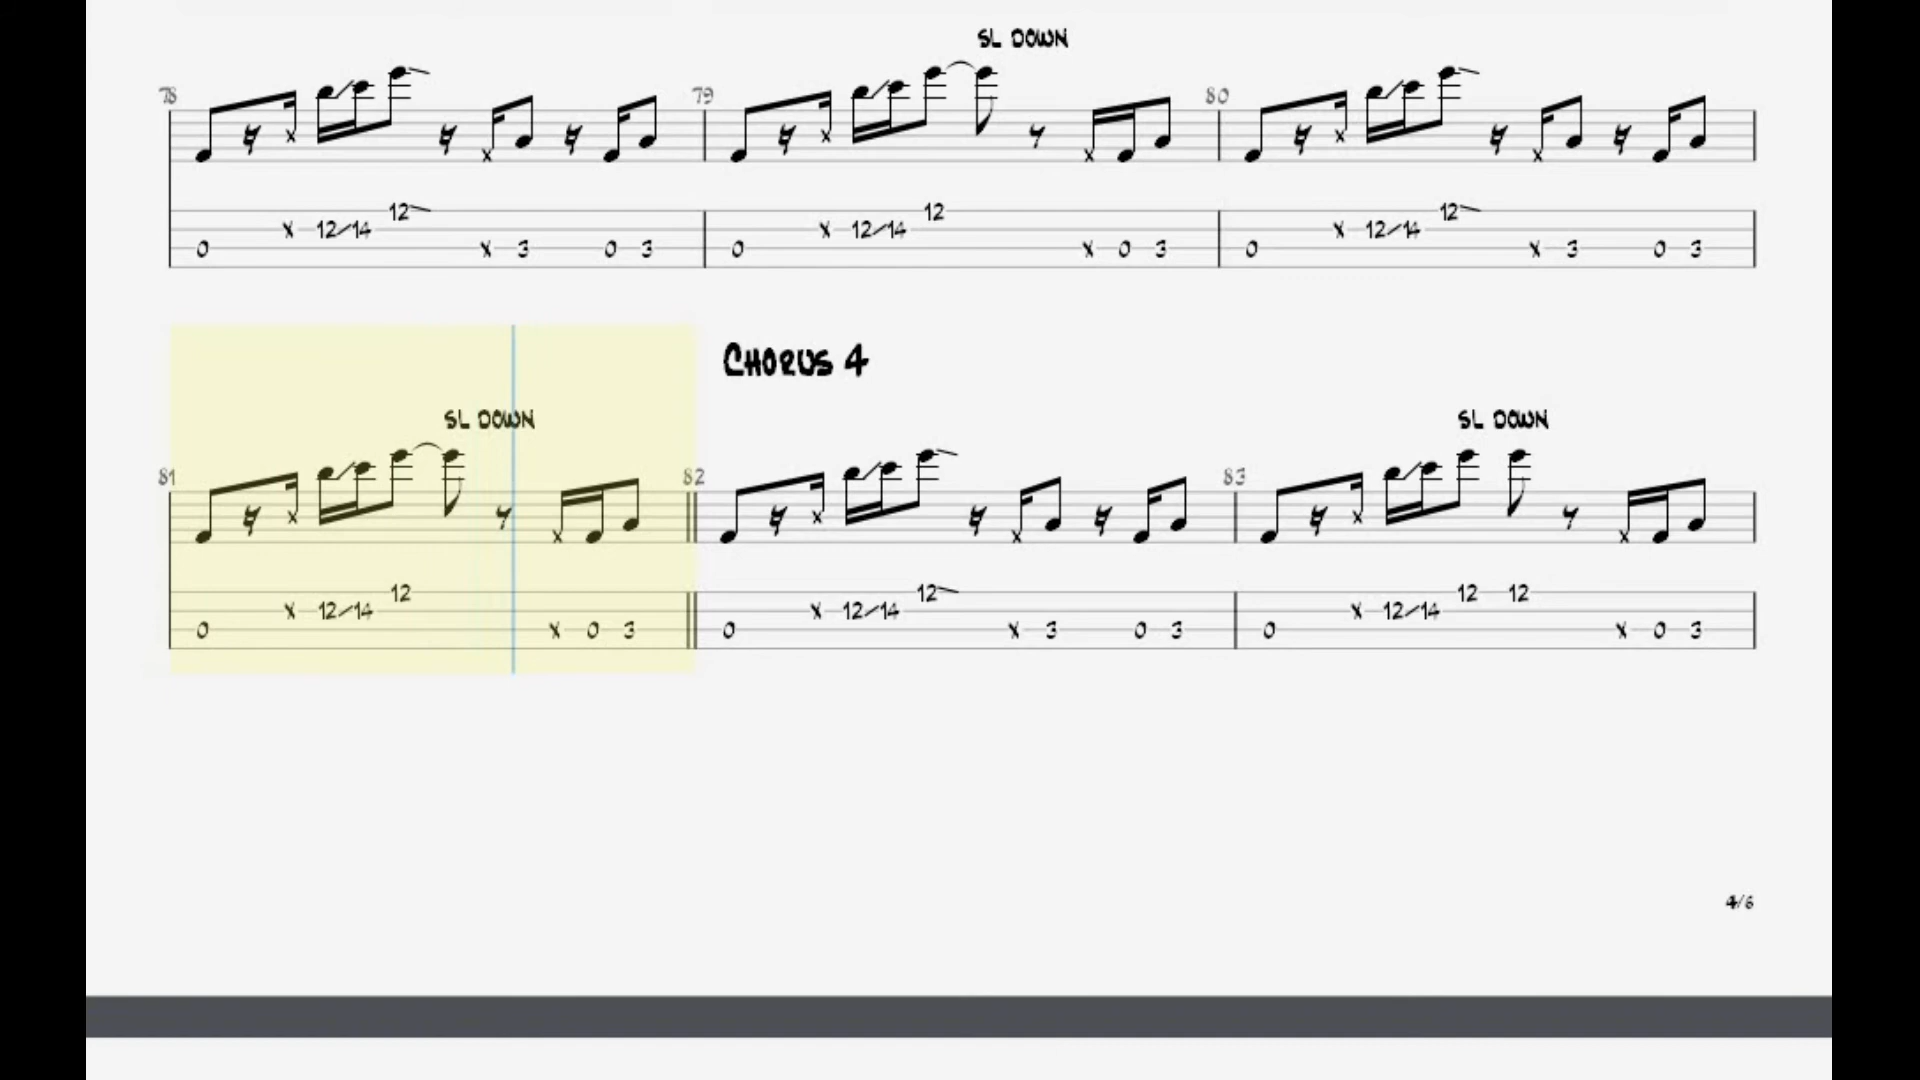 SL DOWN
78 79 80
12 12 12
X 12/14 X 12/14 X 12/14
0 X 3 0 3 0 X 0 3 0 X 3 0 3
CHORUS 4
SL DOWN SL DOWN
81 82 83
12 12 12 12
X 12/14 X 12/14 X 12/14
0 X 0 3 0 X 3 0 3 0 X 0 3
4/6